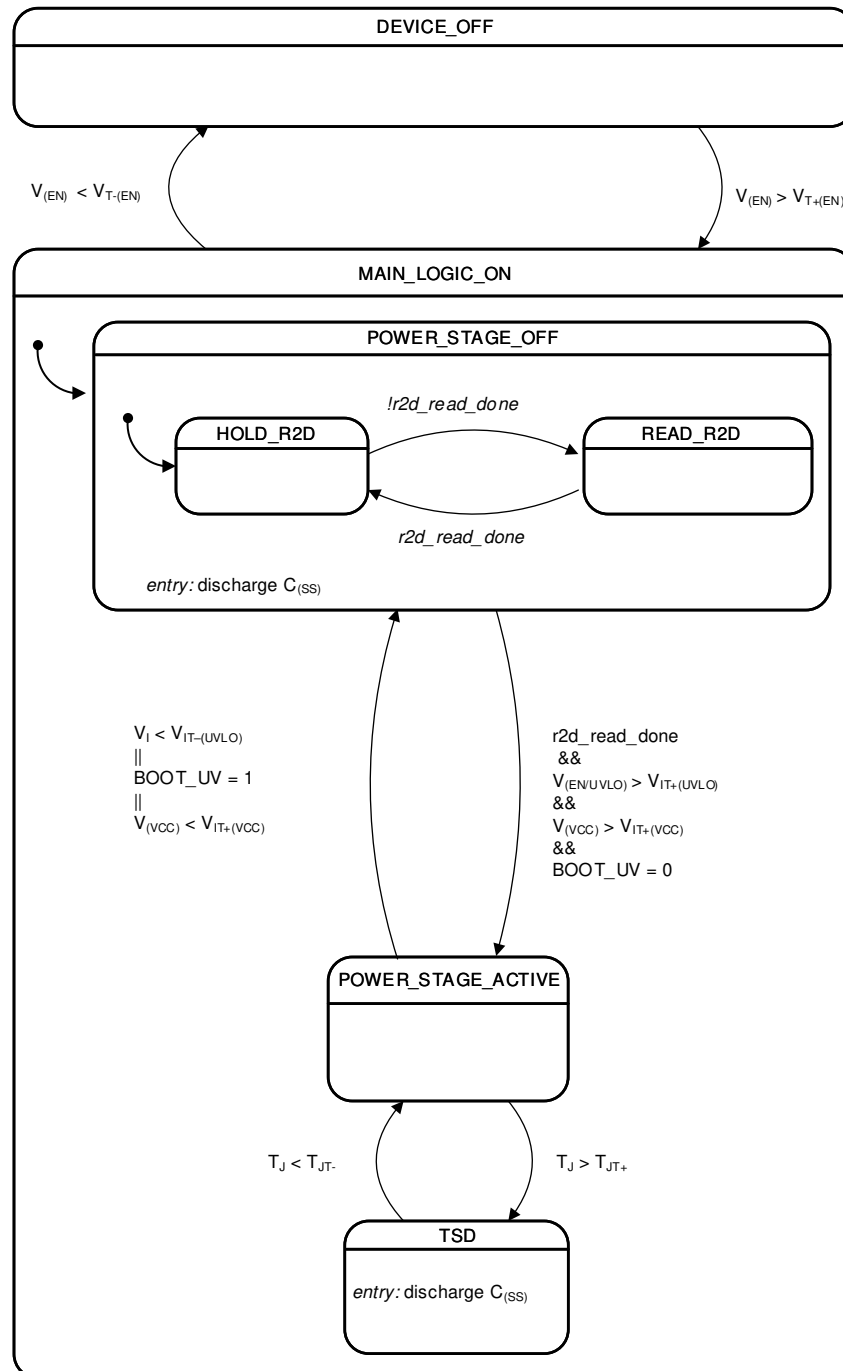 DEVICE_OFF
V(EN) < VT-(EN)
V(EN) > VT+(EN)
MAIN_LOGIC_ON
POWER_STAGE_OFF
!r2d_read_done
HOLD_R2D
READ_R2D
r2d_read_done
entry: discharge C(SS)
VI < VIT–(UVLO)
||
BOOT_UV = 1
||
V(VCC) < VIT+(VCC)
r2d_read_done
&&
V(EN/UVLO) > VIT+(UVLO)
&&
V(VCC) > VIT+(VCC)
&&
BOOT_UV = 0
POWER_STAGE_ACTIVE
TJ < TJT-
TJ > TJT+
TSD
entry: discharge C(SS)